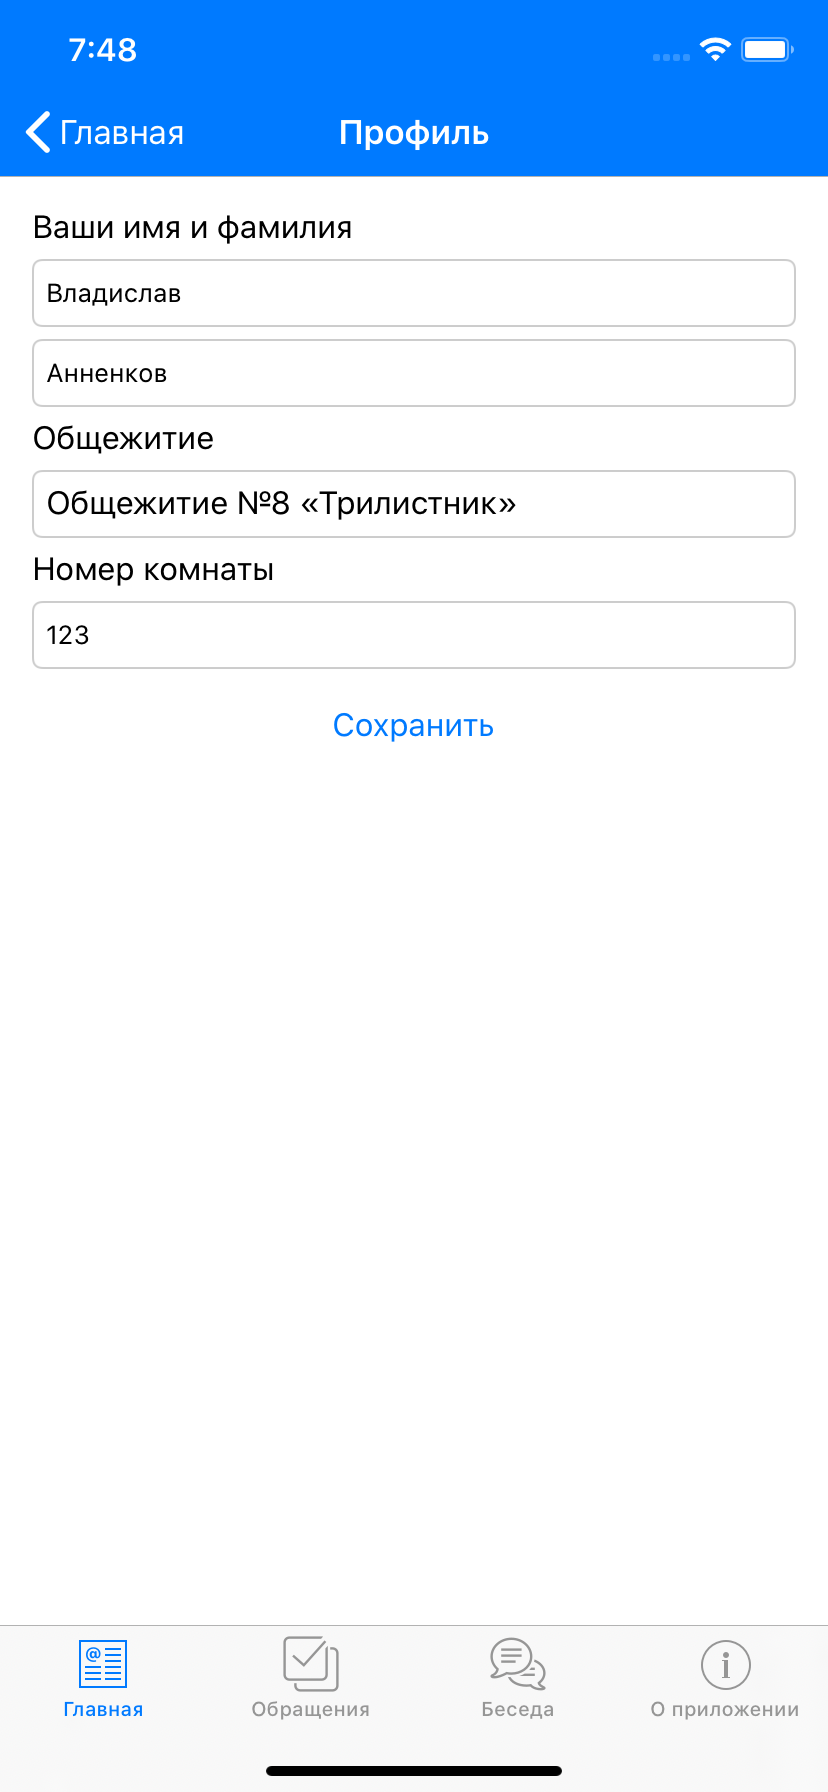 7:48
Главная
Профиль
Ваши имя и фамилия
Владислав
Анненков
Общежитие
Общежитие №8 «Трилистник»
Номер комнаты
123
Сохранить
@
Главная
Обращения
Беседа
i
О приложении